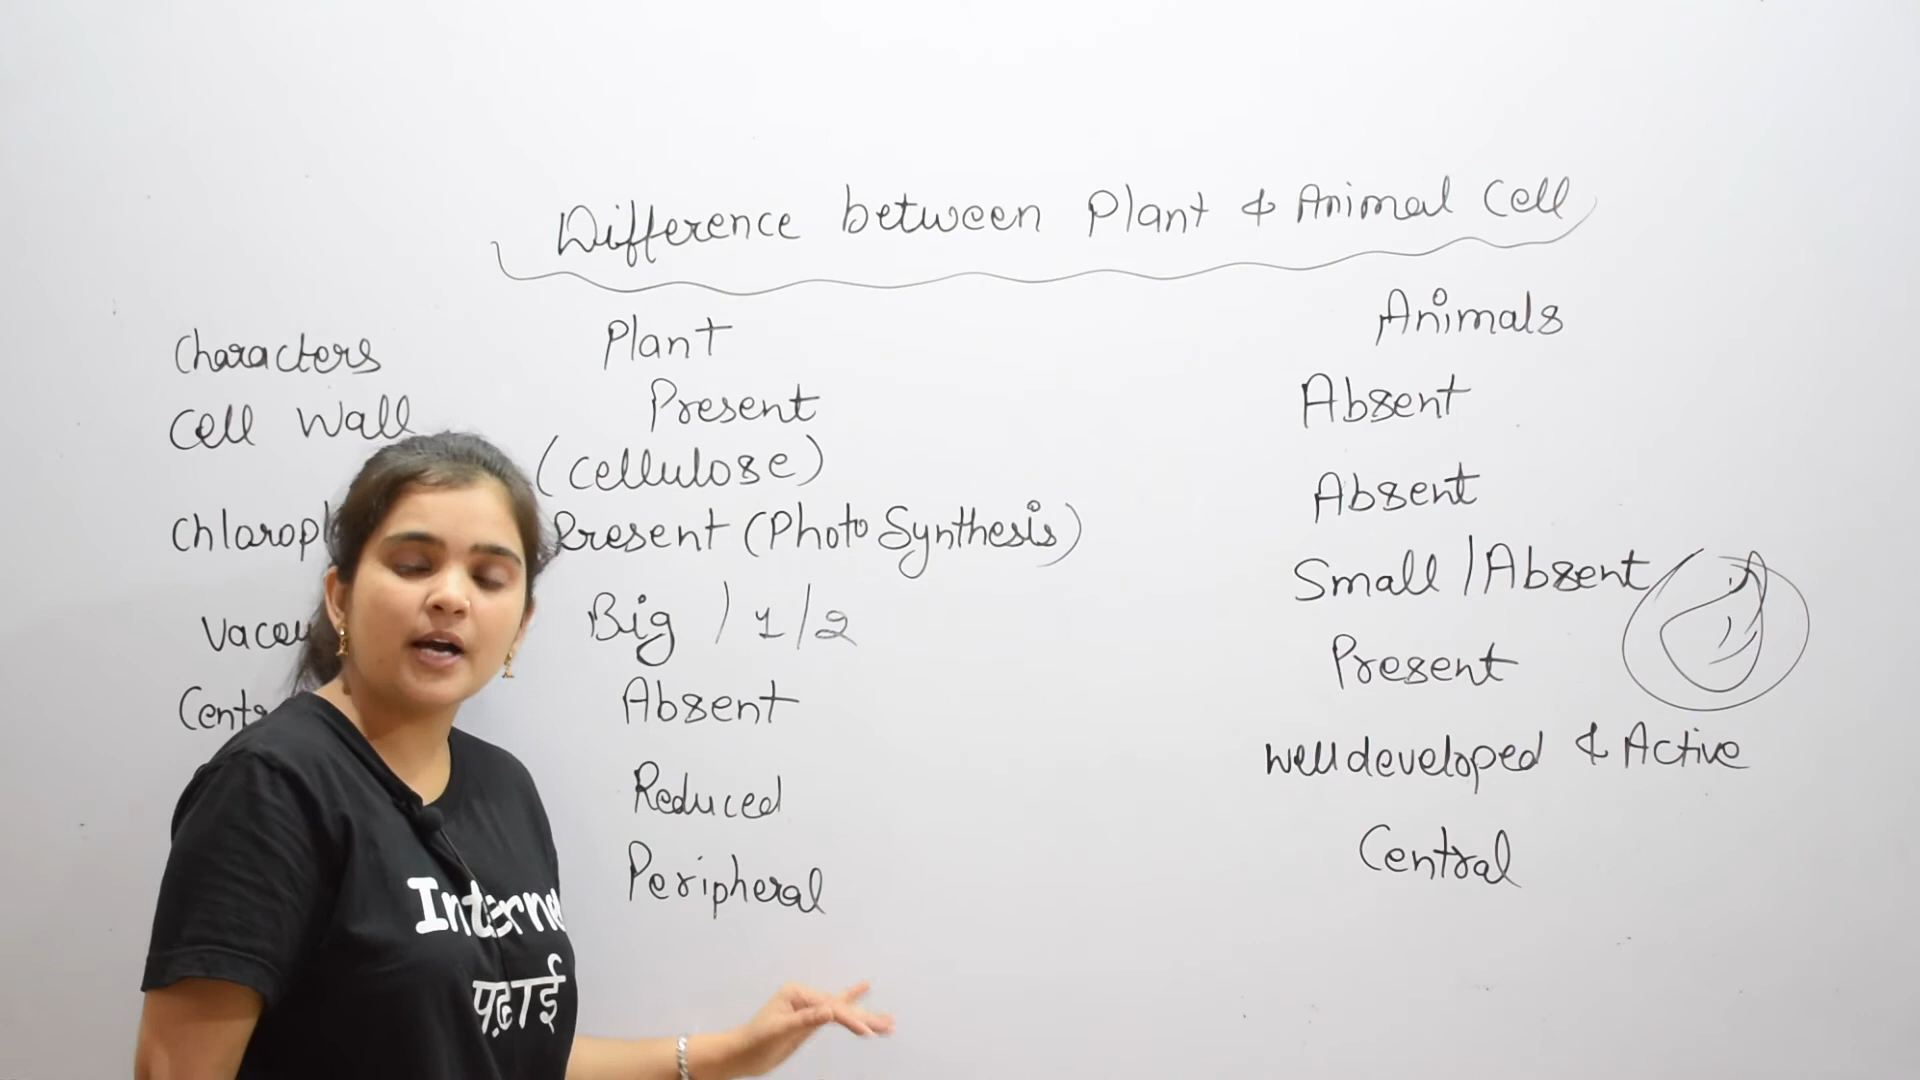 Difference between Plant & Animal Cell
Characters Plant Animals
Cell Wall Present Absent
(Cellulose)
Present (Photo Synthesis) Absent
Big / 1/2 Small / Absent
Absent Present
Reduced Well developed & Active
Peripheral Central
पढ़ाई